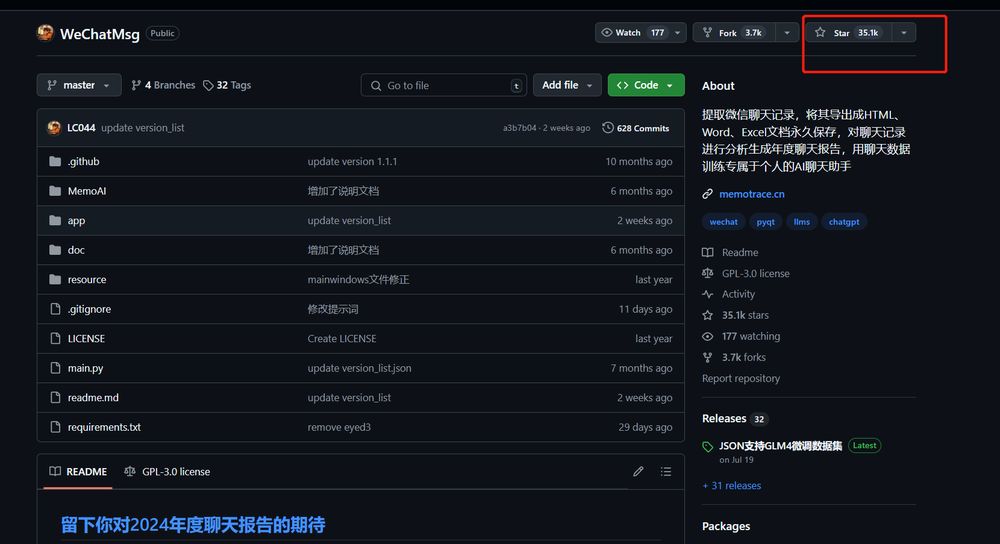 WeChatMsg Public
Watch 177
Fork 3.7k
Star 35.1k
master
4 Branches
32 Tags
Go to file t
Add file
<> Code
LC044 update version_list
a3b7b04 · 2 weeks ago
628 Commits
.github update version 1.1.1 10 months ago
MemoAI 增加了说明文档 6 months ago
app update version_list 2 weeks ago
doc 增加了说明文档 6 months ago
resource mainwindows文件修正 last year
.gitignore 修改提示词 11 days ago
LICENSE Create LICENSE last year
main.py update version_list.json 7 months ago
readme.md update version_list 2 weeks ago
requirements.txt remove eyed3 29 days ago
README
GPL-3.0 license
留下你对2024年度聊天报告的期待
About
提取微信聊天记录，将其导出成HTML、
Word、Excel文档永久保存，对聊天记录
进行分析生成年度聊天报告，用聊天数据
训练专属于个人的AI聊天助手
memotrace.cn
wechat pyqt llms chatgpt
Readme
GPL-3.0 license
Activity
35.1k stars
177 watching
3.7k forks
Report repository
Releases 32
JSON支持GLM4微调数据集 Latest
on Jul 19
+ 31 releases
Packages